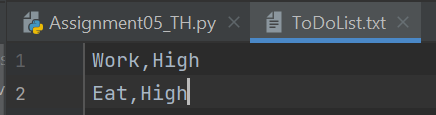 Assignment05_TH.py ToDoList.txt
1 Work,High
2 Eat,High